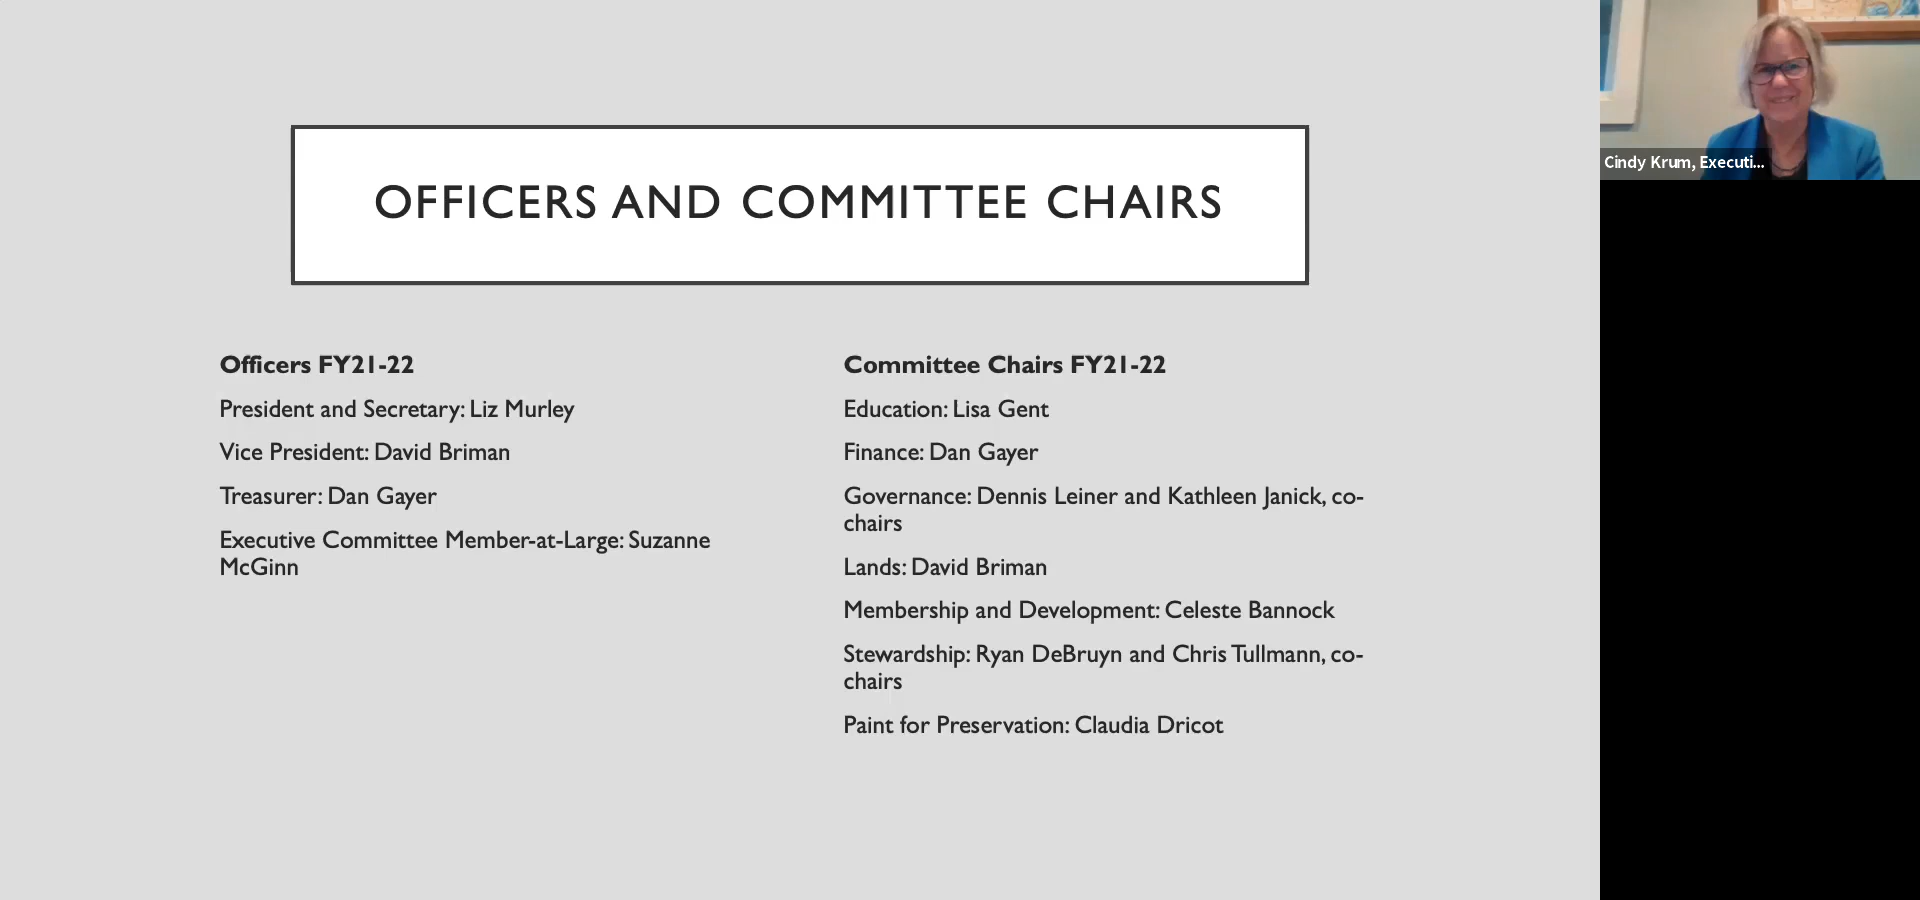 OFFICERS AND COMMITTEE CHAIRS
Officers FY21-22
President and Secretary: Liz Murley
Vice President: David Briman
Treasurer: Dan Gayer
Executive Committee Member-at-Large: Suzanne
McGinn
Committee Chairs FY21-22
Education: Lisa Gent
Finance: Dan Gayer
Governance: Dennis Leiner and Kathleen Janick, co-
chairs
Lands: David Briman
Membership and Development: Celeste Bannock
Stewardship: Ryan DeBruyn and Chris Tullmann, co-
chairs
Paint for Preservation: Claudia Dricot
Cindy Krum, Executi...